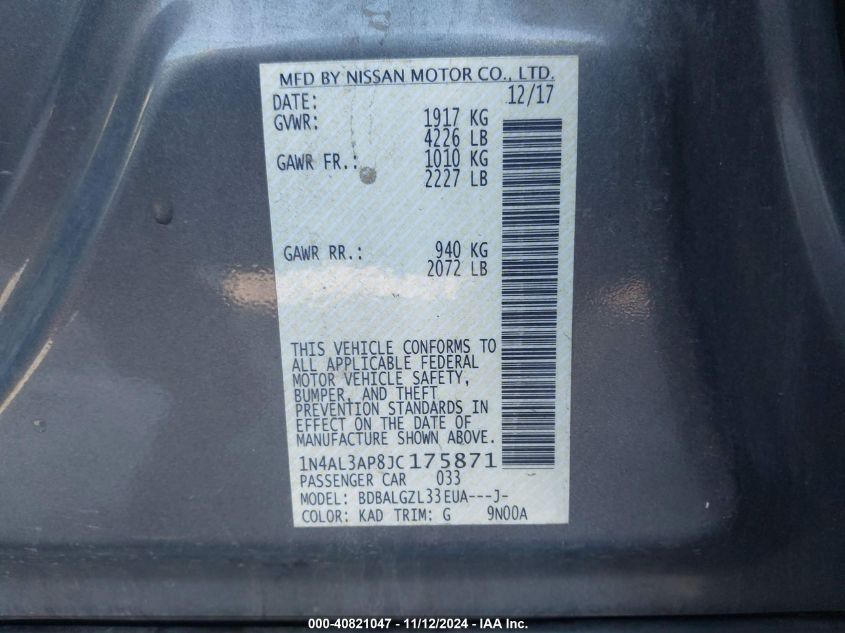 MFD BY NISSAN MOTOR CO., LTD.
DATE: 12/17
GVWR: 1917 KG
4226 LB
GAWR FR.: 1010 KG
2227 LB
GAWR RR.: 940 KG
2072 LB
THIS VEHICLE CONFORMS TO
ALL APPLICABLE FEDERAL
MOTOR VEHICLE SAFETY,
BUMPER, AND THEFT
PREVENTION STANDARDS IN
EFFECT ON THE DATE OF
MANUFACTURE SHOWN ABOVE.
1N4AL3AP8JC175871
PASSENGER CAR 033
MODEL: BDBALGZL33EUA---J-
COLOR: KAD TRIM: G 9N00A
000-40821047 - 11/12/2024 - IAA Inc.